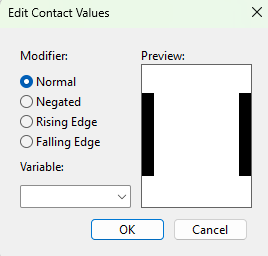 Edit Contact Values
Modifier:
Preview:
Normal
Negated
Rising Edge
Falling Edge
Variable:
OK
Cancel